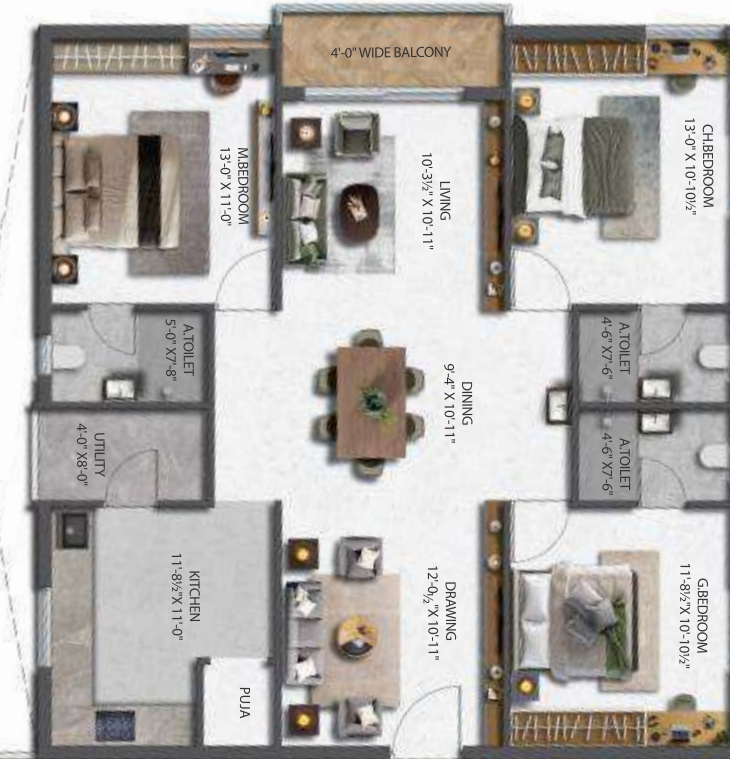 4'-0" WIDE BALCONY
M.BEDROOM
13'-0" X 11'-0"
LIVING
10'-3½" X 10'-11"
CH.BEDROOM
13'-0" X 10'-10½"
A.TOILET
5'-0" X7'-8"
A.TOILET
4'-6" X7'-6"
DINING
9'-4" X 10'-11"
UTILITY
4'-0" X8'-0"
A.TOILET
4'-6" X7'-6"
KITCHEN
11'-8½"X 11'-0"
DRAWING
12'-0½ "X 10'-11"
G.BEDROOM
11'-8½"X 10'-10½"
PUJA